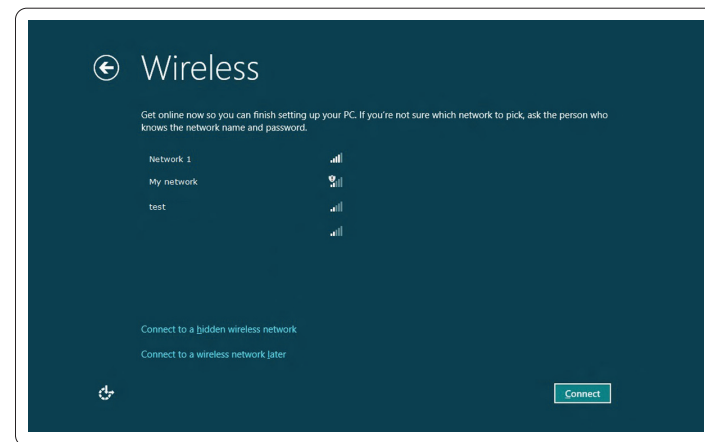 Wireless
Get online now so you can finish setting up your PC. If you're not sure which network to pick, ask the person who
knows the network name and password.
Network 1
My network
test
Connect to a hidden wireless network
Connect to a wireless network later
Connect